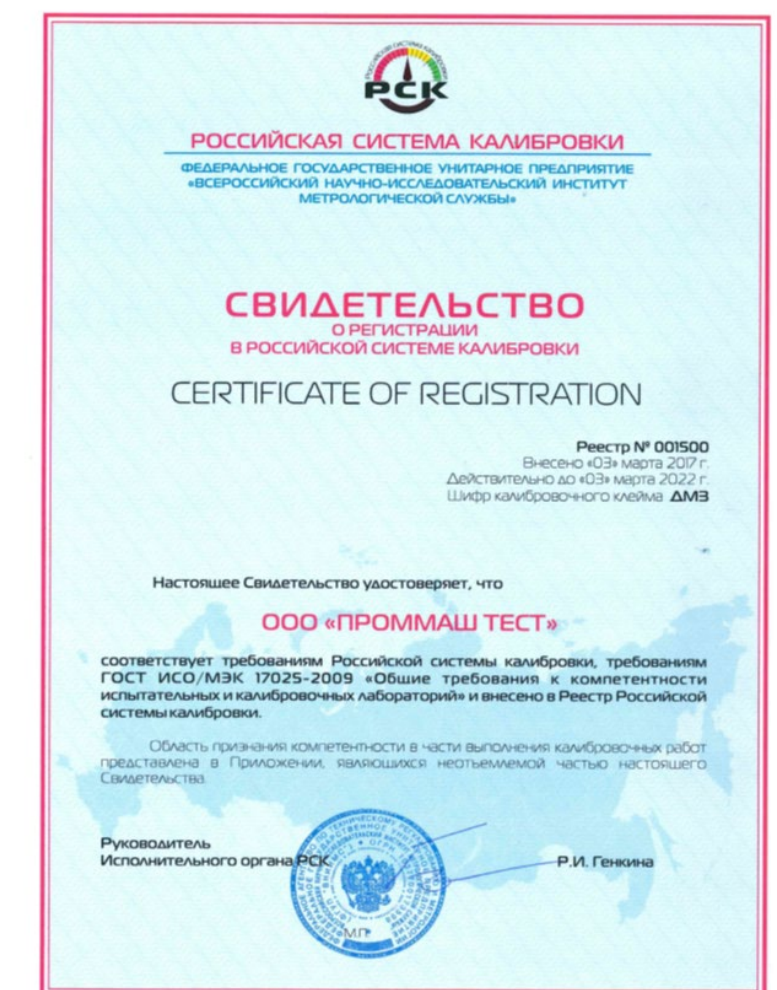 РОССИЙСКАЯ СИСТЕМА КАЛИБРОВКИ
РСК
РОССИЙСКАЯ СИСТЕМА КАЛИБРОВКИ
ФЕДЕРАЛЬНОЕ ГОСУДАРСТВЕННОЕ УНИТАРНОЕ ПРЕДПРИЯТИЕ
«ВСЕРОССИЙСКИЙ НАУЧНО-ИССЛЕДОВАТЕЛЬСКИЙ ИНСТИТУТ
МЕТРОЛОГИЧЕСКОЙ СЛУЖБЫ»
СВИДЕТЕЛЬСТВО
О РЕГИСТРАЦИИ
В РОССИЙСКОЙ СИСТЕМЕ КАЛИБРОВКИ
CERTIFICATE OF REGISTRATION
Реестр № 001500
Внесено «03» марта 2017 г.
Действительно до «03» марта 2022 г.
Шифр калибровочного клейма ДМЗ
Настоящее Свидетельство удостоверяет, что
ООО «ПРОММАШ ТЕСТ»
соответствует требованиям Российской системы калибровки, требованиям
ГОСТ ИСО/МЭК 17025-2009 «Общие требования к компетентности
испытательных и калибровочных лабораторий» и внесено в Реестр Российской
системы калибровки.
Область признания компетентности в части выполнения калибровочных работ
представлена в Приложении, являющихся неотъемлемой частью настоящего
Свидетельства.
Руководитель
Исполнительного органа РСК
Р.И. Генкина
М.П.